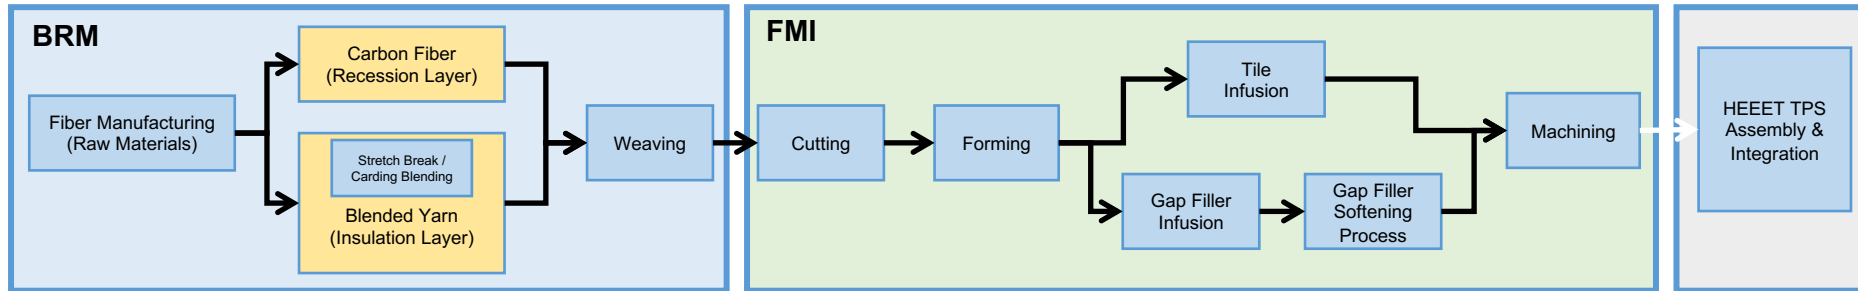 BRM
Fiber Manufacturing
(Raw Materials)
Carbon Fiber
(Recession Layer)
Stretch Break /
Carding Blending
Blended Yarn
(Insulation Layer)
Weaving
FMI
Cutting
Forming
Tile
Infusion
Gap Filler
Infusion
Gap Filler
Softening
Process
Machining
HEEET TPS
Assembly &
Integration